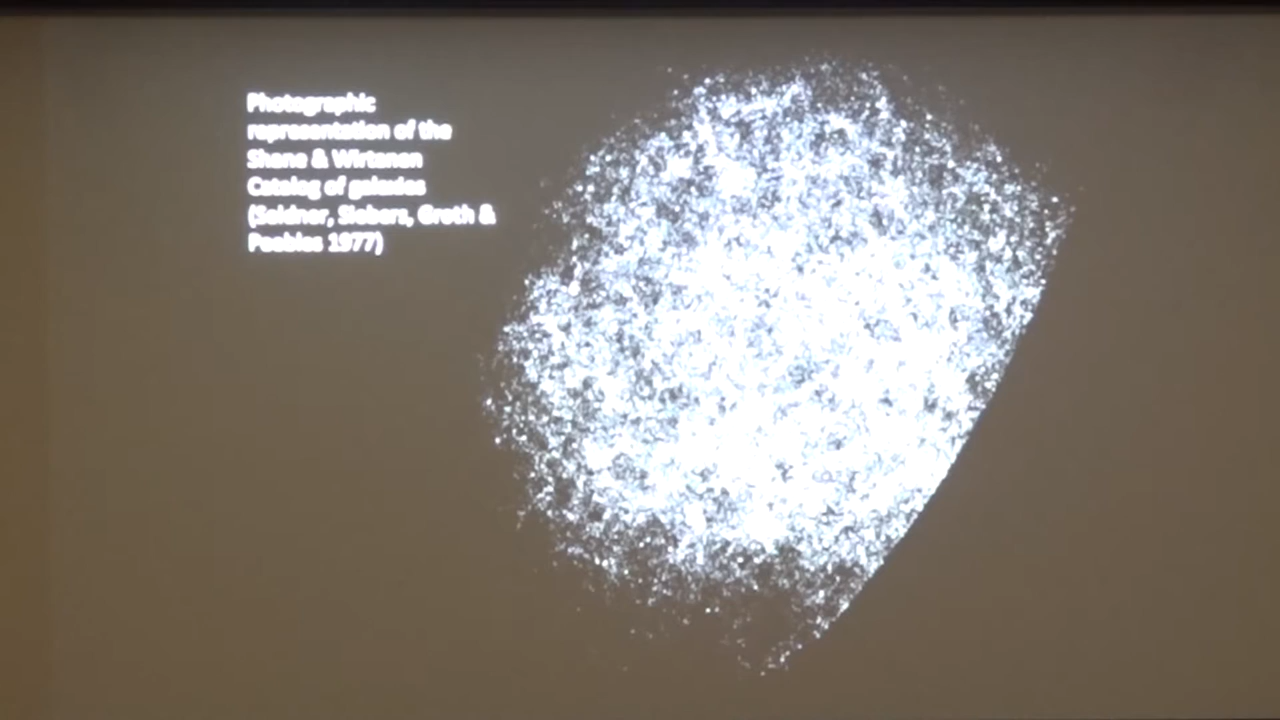 Photographic
representation of the
Shane & Wirtanen
Catalog of galaxies
(Seldner, Siebers, Groth &
Peebles 1977)